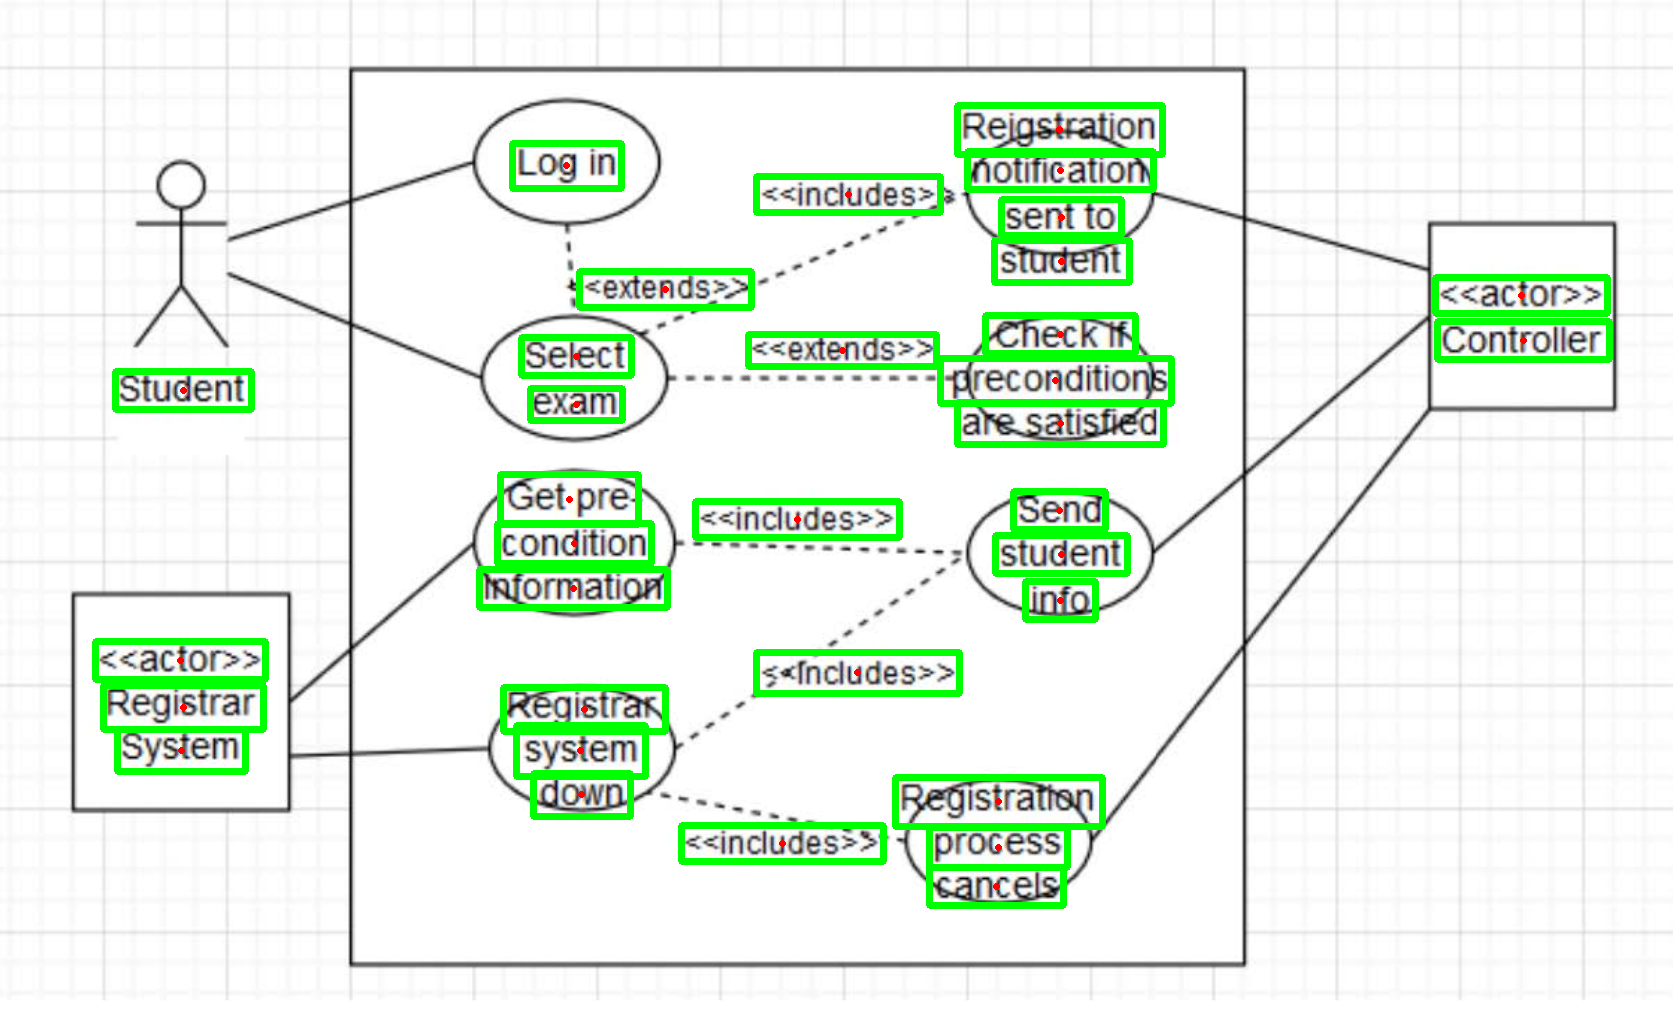 Log in
Reigstration
notification
sent to
student
<<includes>>
<extends>>
Student
Select
exam
<<extends>>
Check if
preconditions
are satisfied
<<actor>>
Controller
Get pre-
condition
information
<<includes>>
Send
student
info
<<actor>>
Registrar
System
<<includes>>
Registrar
system
down
<<includes>>
Registration
process
cancels